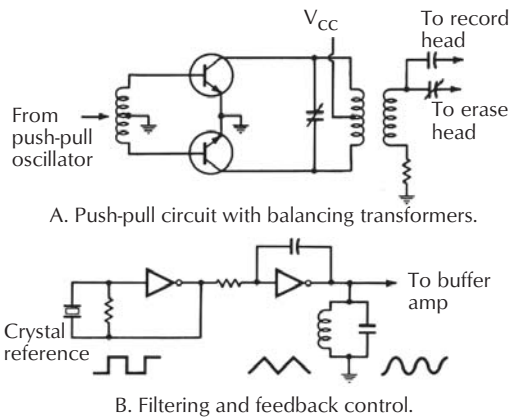 V_CC
To record
head
To erase
head
From
push-pull
oscillator
A. Push-pull circuit with balancing transformers.
To buffer
amp
Crystal
reference
B. Filtering and feedback control.